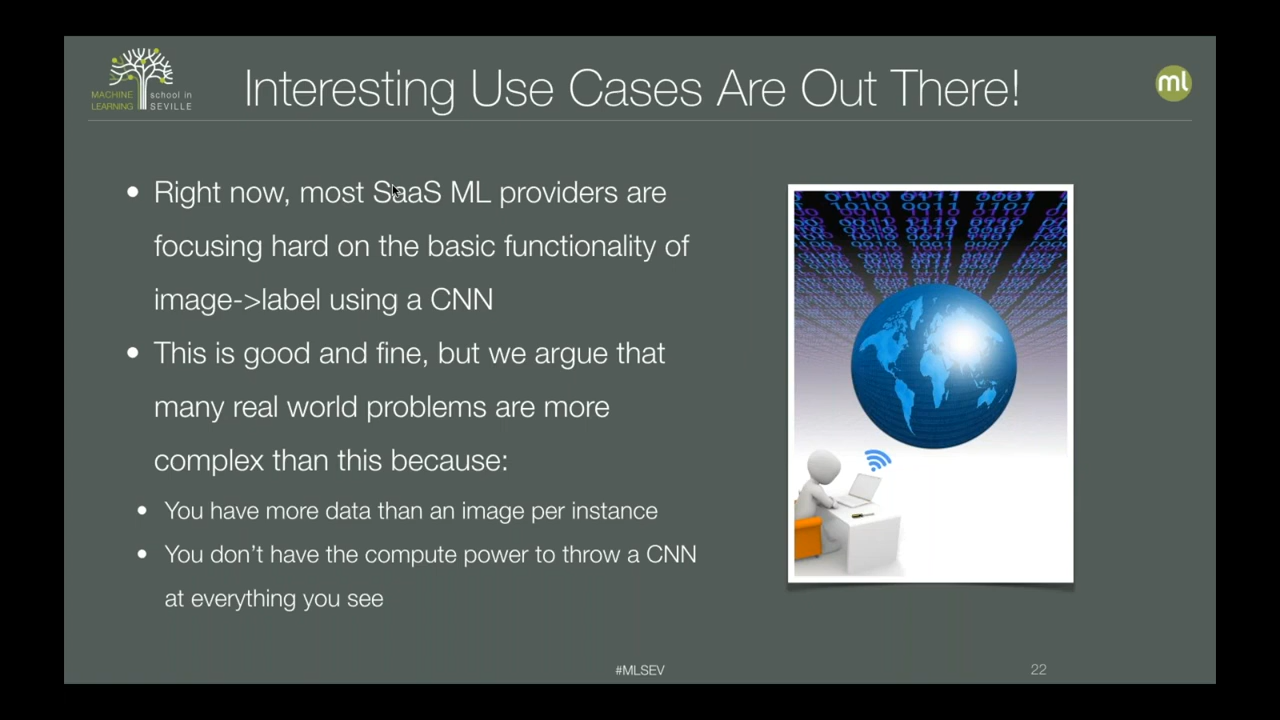 MACHINE school in
LEARNING SEVILLE
Interesting Use Cases Are Out There!
ml
• Right now, most SaaS ML providers are
focusing hard on the basic functionality of
image->label using a CNN
• This is good and fine, but we argue that
many real world problems are more
complex than this because:
• You have more data than an image per instance
• You don’t have the compute power to throw a CNN
at everything you see
#MLSEV
22